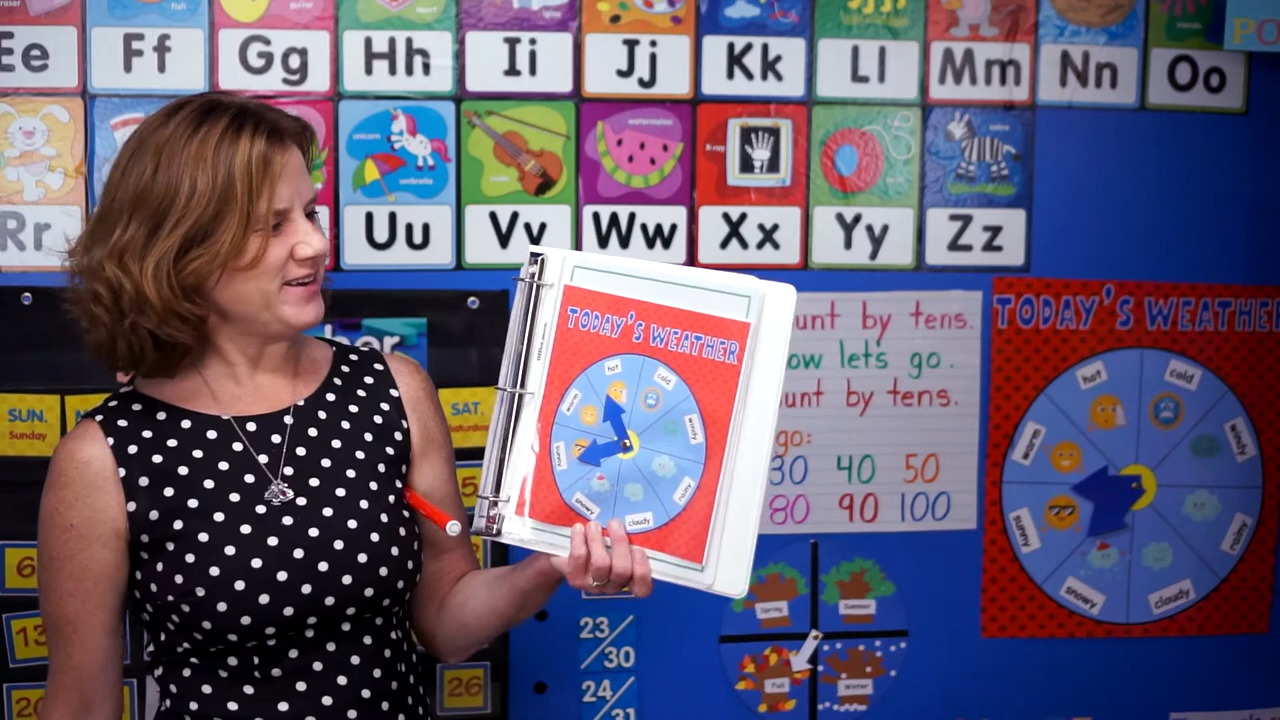 Ee Ff Gg Hh Ii Jj Kk Ll Mm Nn Oo
PO
unicorn
umbrella
watermelon
X-ray
zebra
Rr Uu Vv Ww Xx Yy Zz
SUN.
Sunday
SAT.
Saturday
6
13
20
26
5
23/30
24/31
TODAY'S WEATHER
hot
cold
windy
rainy
cloudy
snowy
sunny
warm
unt by tens.
ow lets go.
unt by tens.
go:
30 40 50
80 90 100
Spring
Summer
Fall
Winter
TODAY'S WEATHER
hot
cold
windy
rainy
cloudy
snowy
sunny
warm